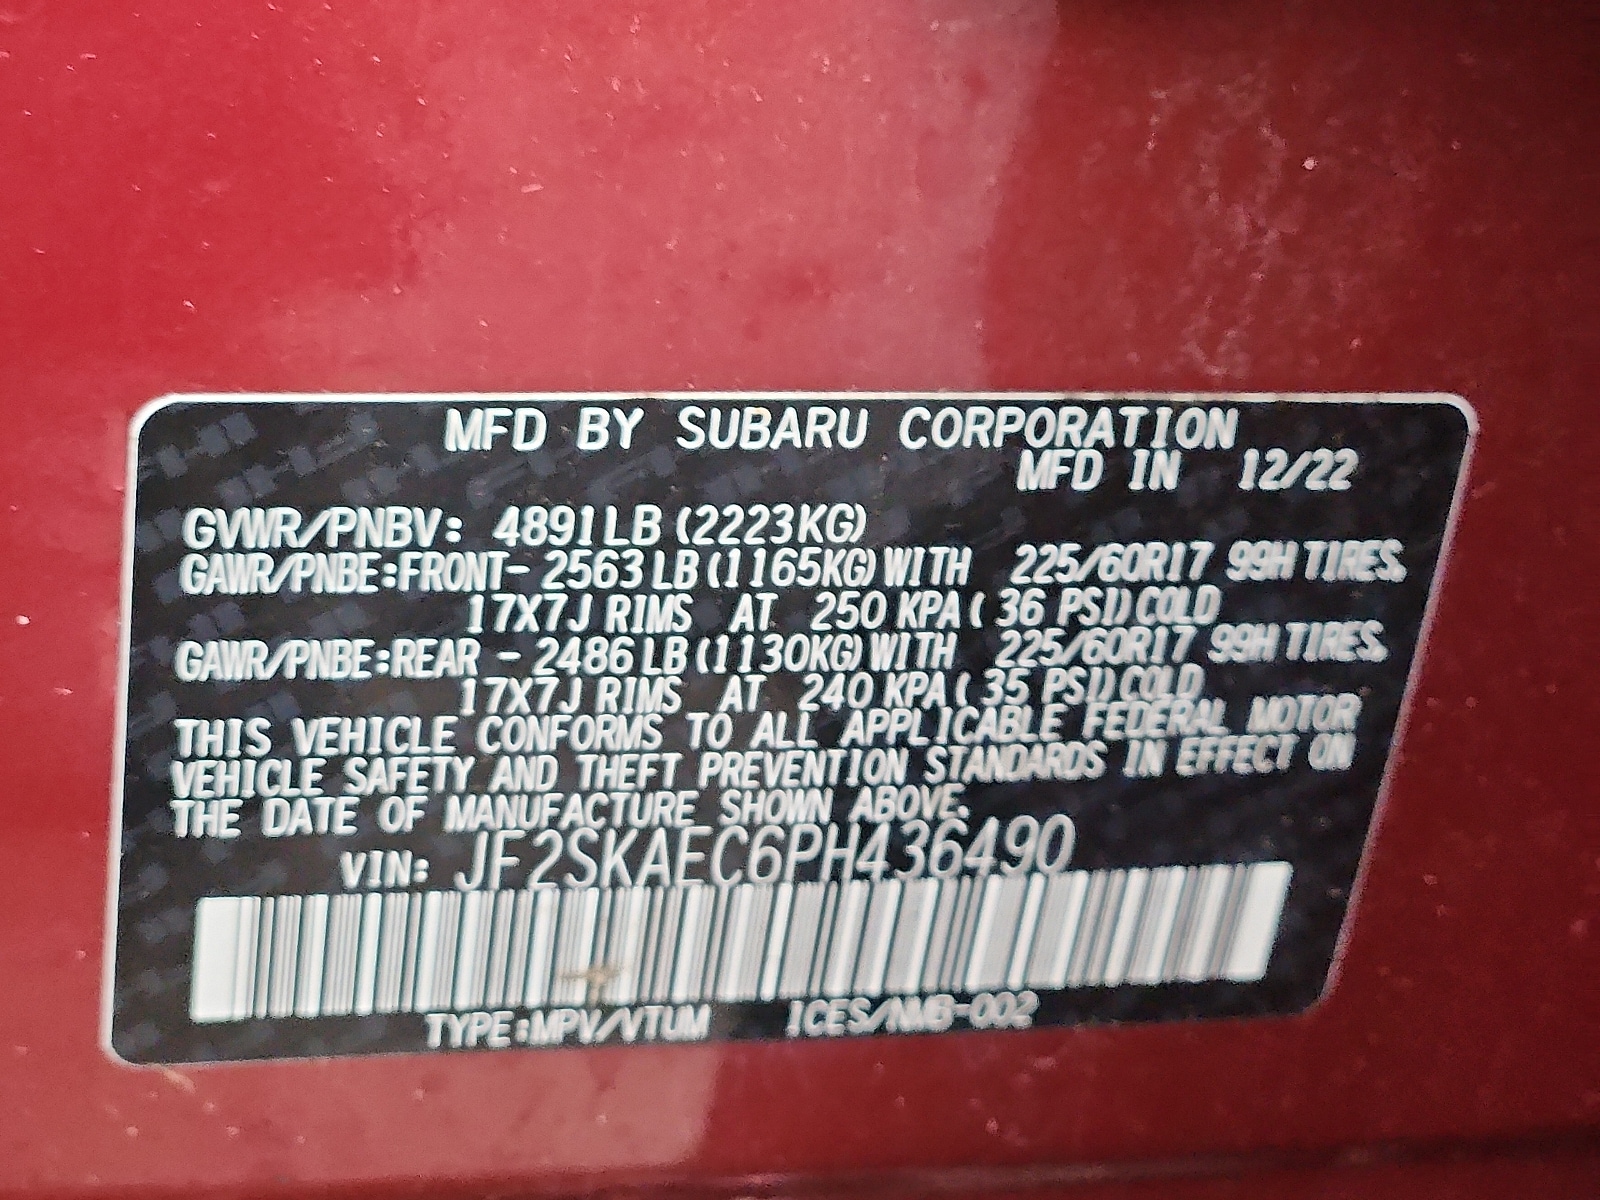 MFD BY SUBARU CORPORATION
MFD IN 12/22
GVWR/PNBV: 4891LB (2223KG)
GAWR/PNBE:FRONT- 2563LB(1165KG)WITH 225/60R17 99H TIRES,
17X7J RIMS AT 250 KPA( 36 PSI)COLD
GAWR/PNBE:REAR - 2486LB(1130KG)WITH 225/60R17 99H TIRES,
17X7J RIMS AT 240 KPA( 35 PSI)COLD
THIS VEHICLE CONFORMS TO ALL APPLICABLE FEDERAL MOTOR
VEHICLE SAFETY AND THEFT PREVENTION STANDARDS IN EFFECT ON
THE DATE OF MANUFACTURE SHOWN ABOVE.
VIN: JF2SKAEC6PH436490
TYPE:MPV/VTUM ICES/NMB-002